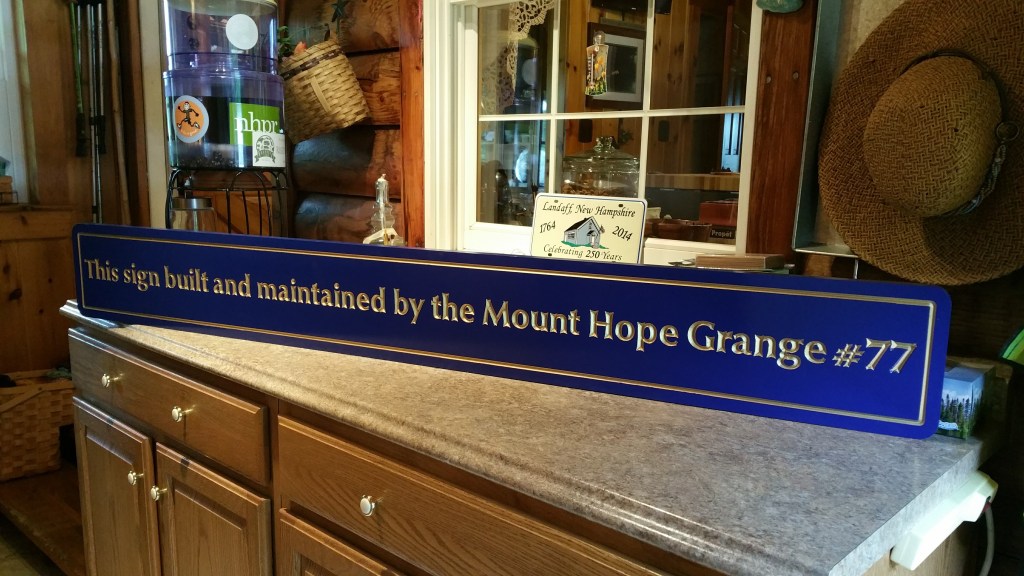 nhpr
Landaff, New Hampshire
1764 2014
Celebrating 250 Years
Propel
This sign built and maintained by the Mount Hope Grange #77